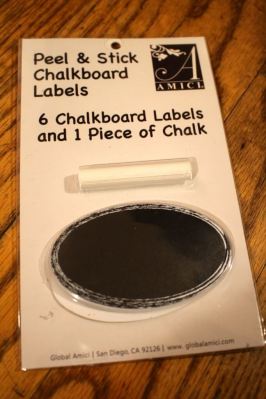 Peel & Stick
Chalkboard
Labels
A
AMICI
6 Chalkboard Labels
and 1 Piece of Chalk
Global Amici | San Diego, CA 92126 | www.globalamici.com